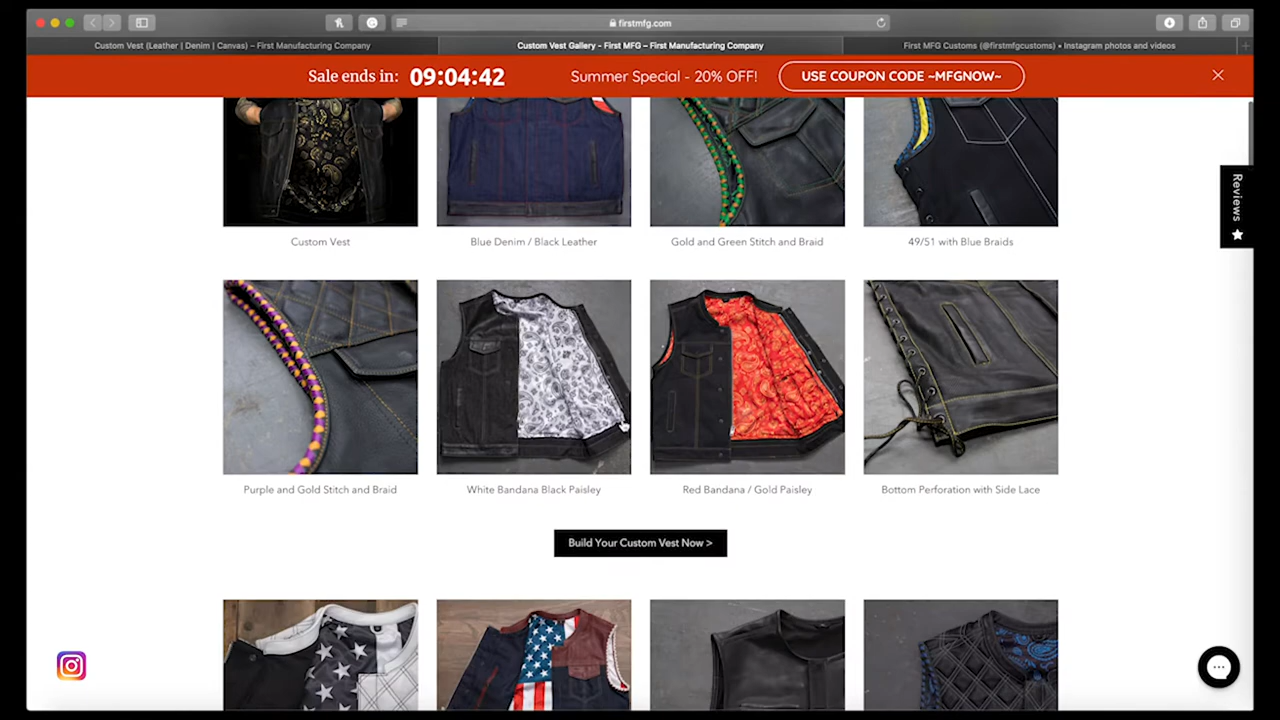 firstmfg.com
Custom Vest (Leather | Denim | Canvas) – First Manufacturing Company
Custom Vest Gallery - First MFG – First Manufacturing Company
First MFG Customs (@firstmfgcustoms) • Instagram photos and videos
Sale ends in: 09:04:42 Summer Special - 20% OFF! USE COUPON CODE ~MFGNOW~
Reviews
Custom Vest
Blue Denim / Black Leather
Gold and Green Stitch and Braid
49/51 with Blue Braids
Purple and Gold Stitch and Braid
White Bandana Black Paisley
Red Bandana / Gold Paisley
Bottom Perforation with Side Lace
Build Your Custom Vest Now >